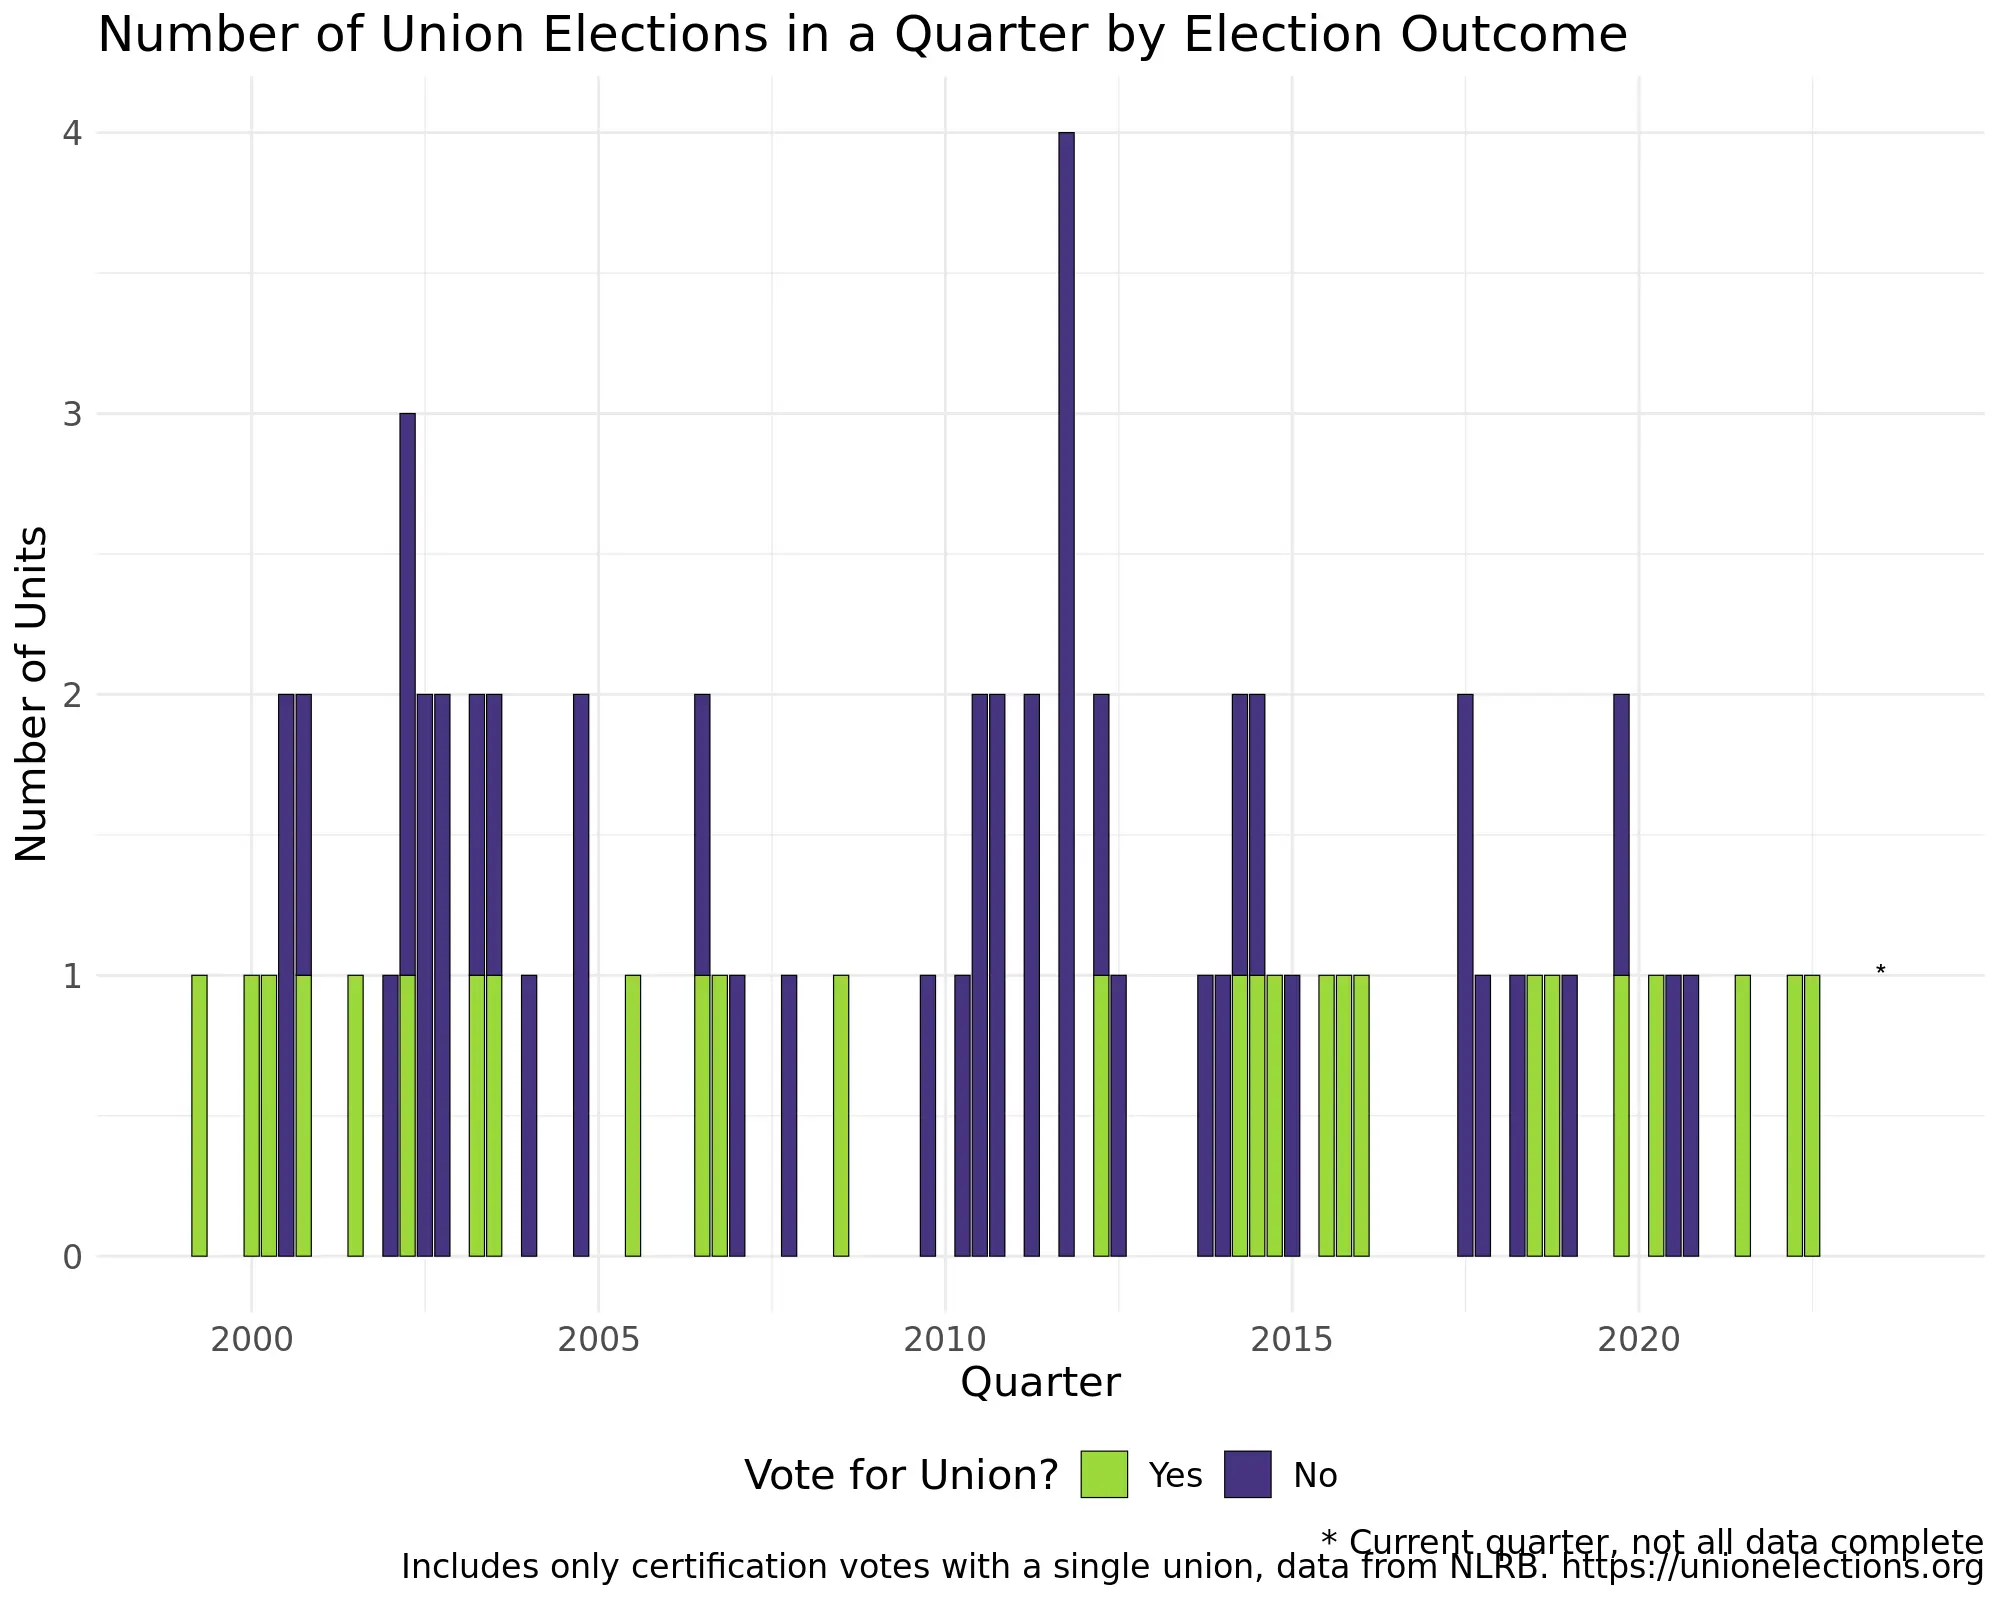 Number of Union Elections in a Quarter by Election Outcome
4
3
2
1
0
Number of Units
*
2000 2005 2010 2015 2020
Quarter
Vote for Union? Yes No
* Current quarter, not all data complete
Includes only certification votes with a single union, data from NLRB. https://unionelections.org